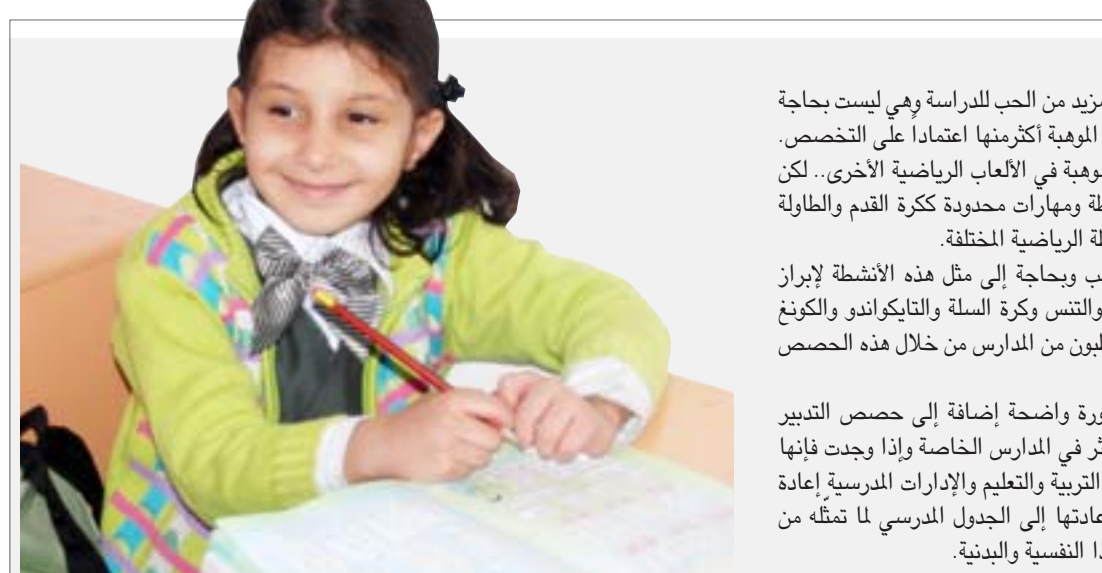 مزيد من الحب للدراسة وهي ليست بحاجة
الموهبة أكثرمنها اعتماداً على التخصص.
وهبة في الألعاب الرياضية الأخرى.. لكن
طة ومهارات محدودة ككرة القدم والطاولة
لة الرياضية المختلفة.
ب وبحاجة إلى مثل هذه الأنشطة لإبراز
والتنس وكرة السلة والتايكواندو والكونغ
لبون من المدارس من خلال هذه الحصص
ورة واضحة إضافة إلى حصص التدبير
ثر في المدارس الخاصة وإذا وجدت فإنها
التربية والتعليم والإدارات المدرسية إعادة
عادتها إلى الجدول المدرسي لما تمثّله من
دا النفسية والبدنية.